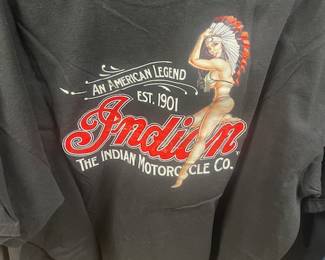 An American Legend
Est. 1901
Indian
The Indian Motorcycle Co.